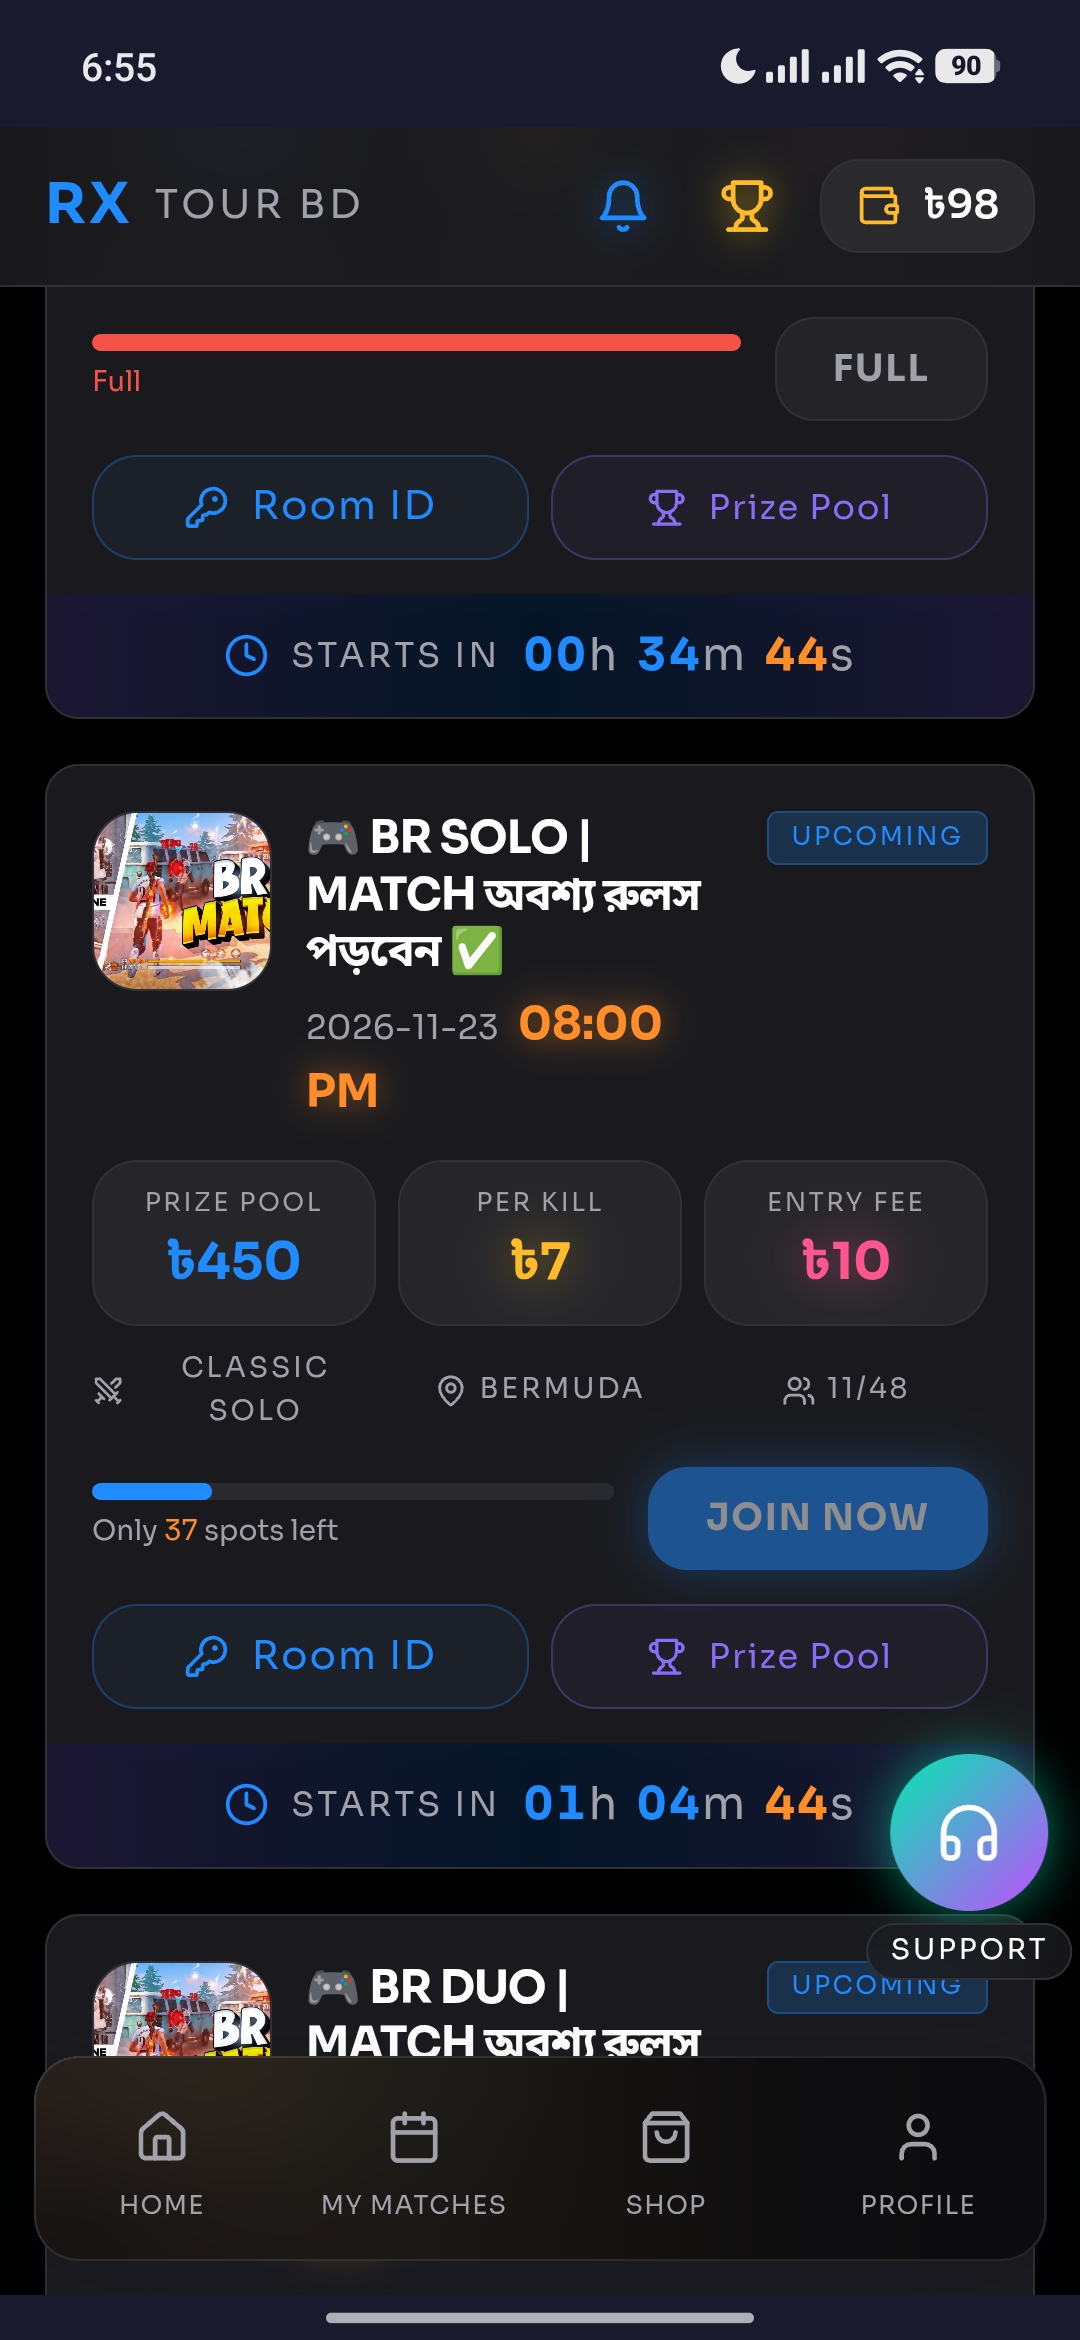 6:55
90
RX TOUR BD
৳98
Full
FULL
Room ID
Prize Pool
STARTS IN 00h 34m 44s
🎮 BR SOLO |
MATCH অবশ্য রুলস
পড়বেন ✅
UPCOMING
2026-11-23 08:00
PM
PRIZE POOL
৳450
PER KILL
৳7
ENTRY FEE
৳10
CLASSIC
SOLO
BERMUDA
11/48
Only 37 spots left
JOIN NOW
Room ID
Prize Pool
STARTS IN 01h 04m 44s
SUPPORT
🎮 BR DUO |
MATCH অবশ্য রুলস
UPCOMING
HOME
MY MATCHES
SHOP
PROFILE